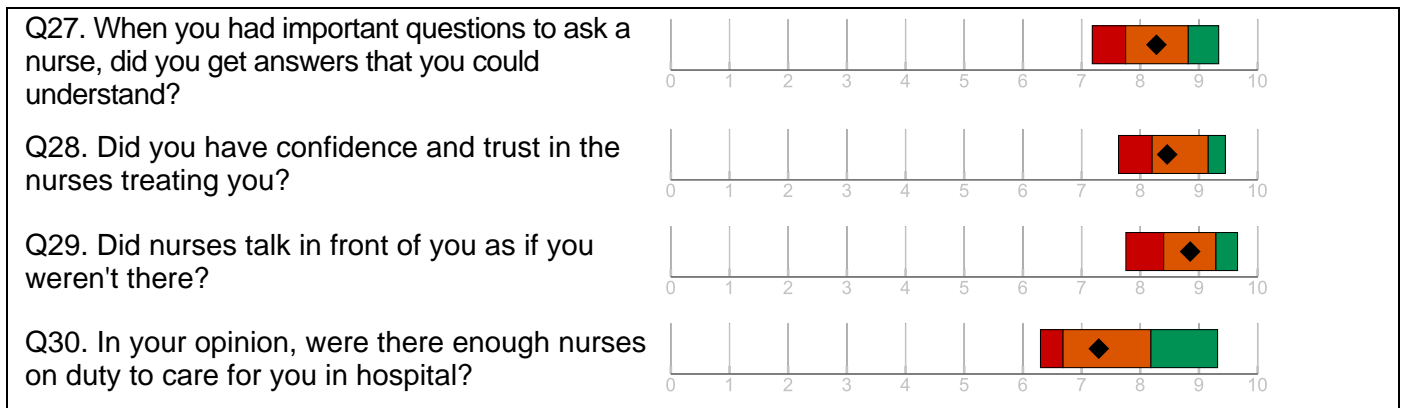 Q27. When you had important questions to ask a
nurse, did you get answers that you could
understand?
0 1 2 3 4 5 6 7 8 9 10
Q28. Did you have confidence and trust in the
nurses treating you?
0 1 2 3 4 5 6 7 8 9 10
Q29. Did nurses talk in front of you as if you
weren't there?
0 1 2 3 4 5 6 7 8 9 10
Q30. In your opinion, were there enough nurses
on duty to care for you in hospital?
0 1 2 3 4 5 6 7 8 9 10